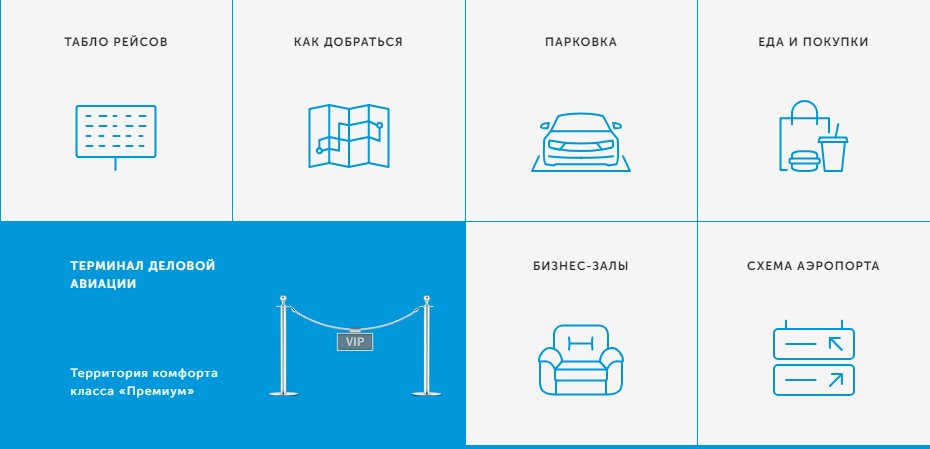 ТАБЛО РЕЙСОВ
КАК ДОБРАТЬСЯ
ПАРКОВКА
ЕДА И ПОКУПКИ
ТЕРМИНАЛ ДЕЛОВОЙ
АВИАЦИИ
VIP
Территория комфорта
класса «Премиум»
БИЗНЕС-ЗАЛЫ
СХЕМА АЭРОПОРТА